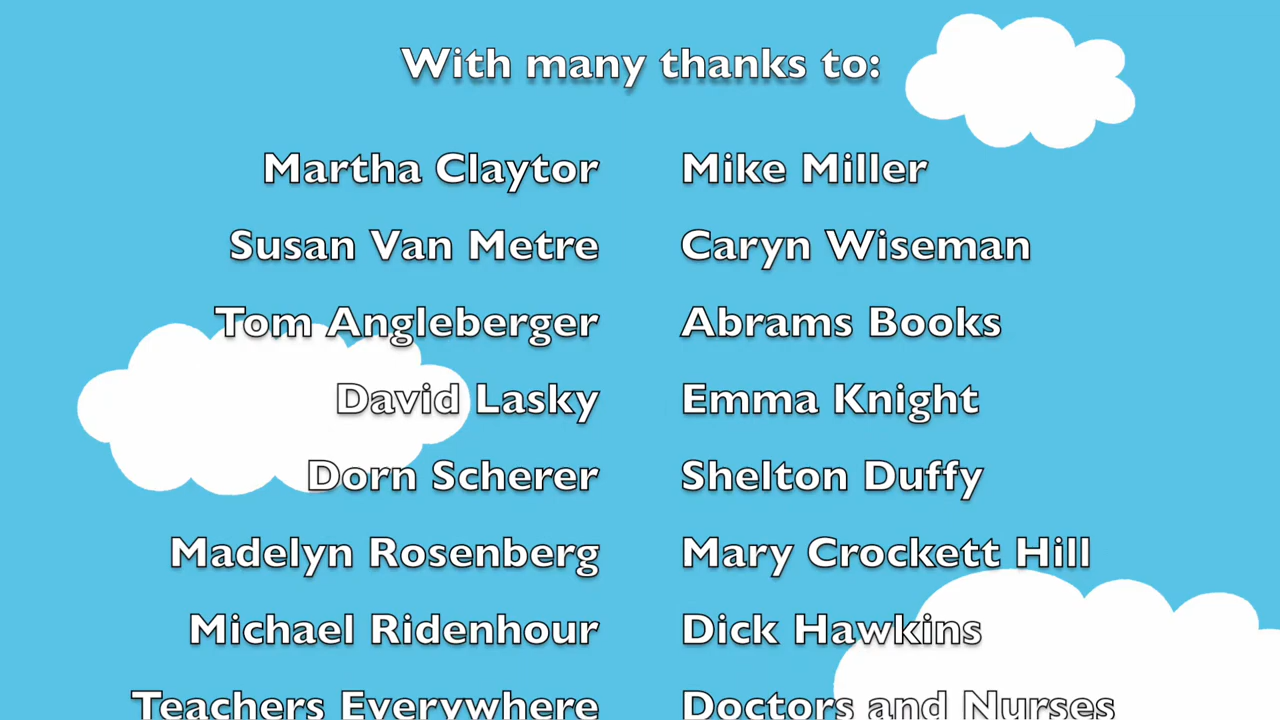 With many thanks to:
Martha Claytor Mike Miller
Susan Van Metre Caryn Wiseman
Tom Angleberger Abrams Books
David Lasky Emma Knight
Dorn Scherer Shelton Duffy
Madelyn Rosenberg Mary Crockett Hill
Michael Ridenhour Dick Hawkins
Teachers Everywhere Doctors and Nurses